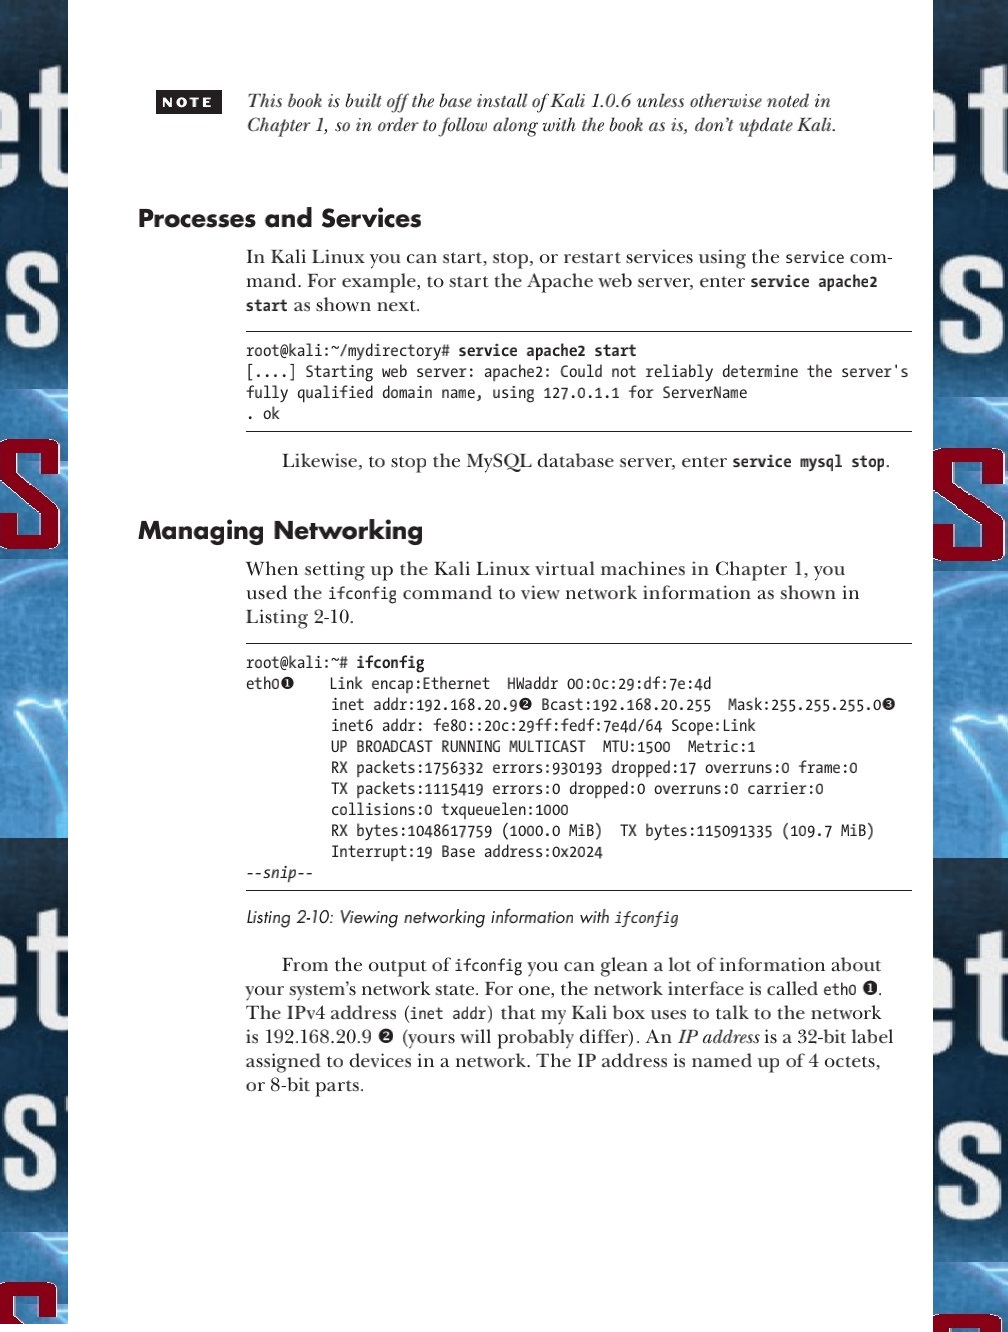 NOTE This book is built off the base install of Kali 1.0.6 unless otherwise noted in
Chapter 1, so in order to follow along with the book as is, don't update Kali.
Processes and Services
In Kali Linux you can start, stop, or restart services using the service com-
mand. For example, to start the Apache web server, enter service apache2
start as shown next.
root@kali:~/mydirectory# service apache2 start
[....] Starting web server: apache2: Could not reliably determine the server's
fully qualified domain name, using 127.0.1.1 for ServerName
. ok
Likewise, to stop the MySQL database server, enter service mysql stop.
Managing Networking
When setting up the Kali Linux virtual machines in Chapter 1, you
used the ifconfig command to view network information as shown in
Listing 2-10.
root@kali:~# ifconfig
eth0❶ Link encap:Ethernet HWaddr 00:0c:29:df:7e:4d
inet addr:192.168.20.9❷ Bcast:192.168.20.255 Mask:255.255.255.0❸
inet6 addr: fe80::20c:29ff:fedf:7e4d/64 Scope:Link
UP BROADCAST RUNNING MULTICAST MTU:1500 Metric:1
RX packets:1756332 errors:930193 dropped:17 overruns:0 frame:0
TX packets:1115419 errors:0 dropped:0 overruns:0 carrier:0
collisions:0 txqueuelen:1000
RX bytes:1048617759 (1000.0 MiB) TX bytes:115091335 (109.7 MiB)
Interrupt:19 Base address:0x2024
--snip--
Listing 2-10: Viewing networking information with ifconfig
From the output of ifconfig you can glean a lot of information about
your system's network state. For one, the network interface is called eth0 ❶.
The IPv4 address (inet addr) that my Kali box uses to talk to the network
is 192.168.20.9 ❷ (yours will probably differ). An IP address is a 32-bit label
assigned to devices in a network. The IP address is named up of 4 octets,
or 8-bit parts.